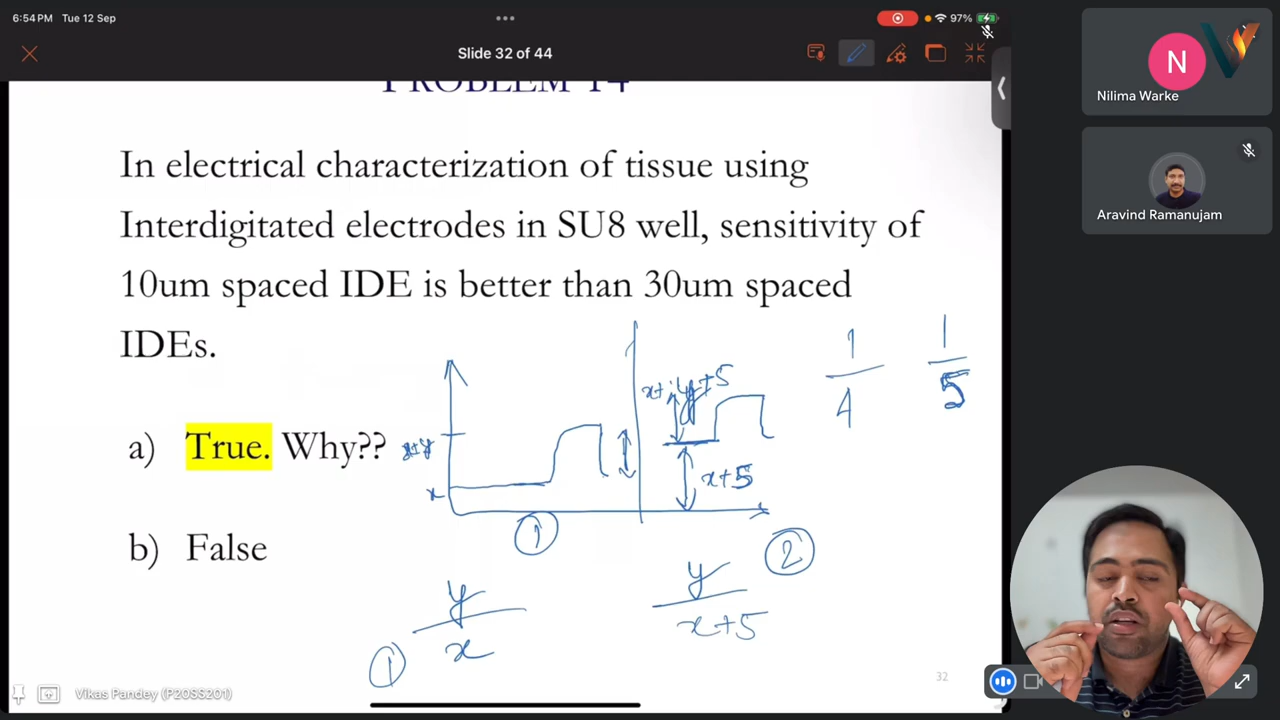 6:54 PM Tue 12 Sep
97%
Slide 32 of 44
PROBLEM 14
In electrical characterization of tissue using
Interdigitated electrodes in SU8 well, sensitivity of
10um spaced IDE is better than 30um spaced
IDEs.
a) True. Why??
b) False
x+y
x
1
x+y+5
x+5
2
1
4
1
5
1
y
x
y
x+5
32
Vikas Pandey (P20SS201)
N
Nilima Warke
Aravind Ramanujam